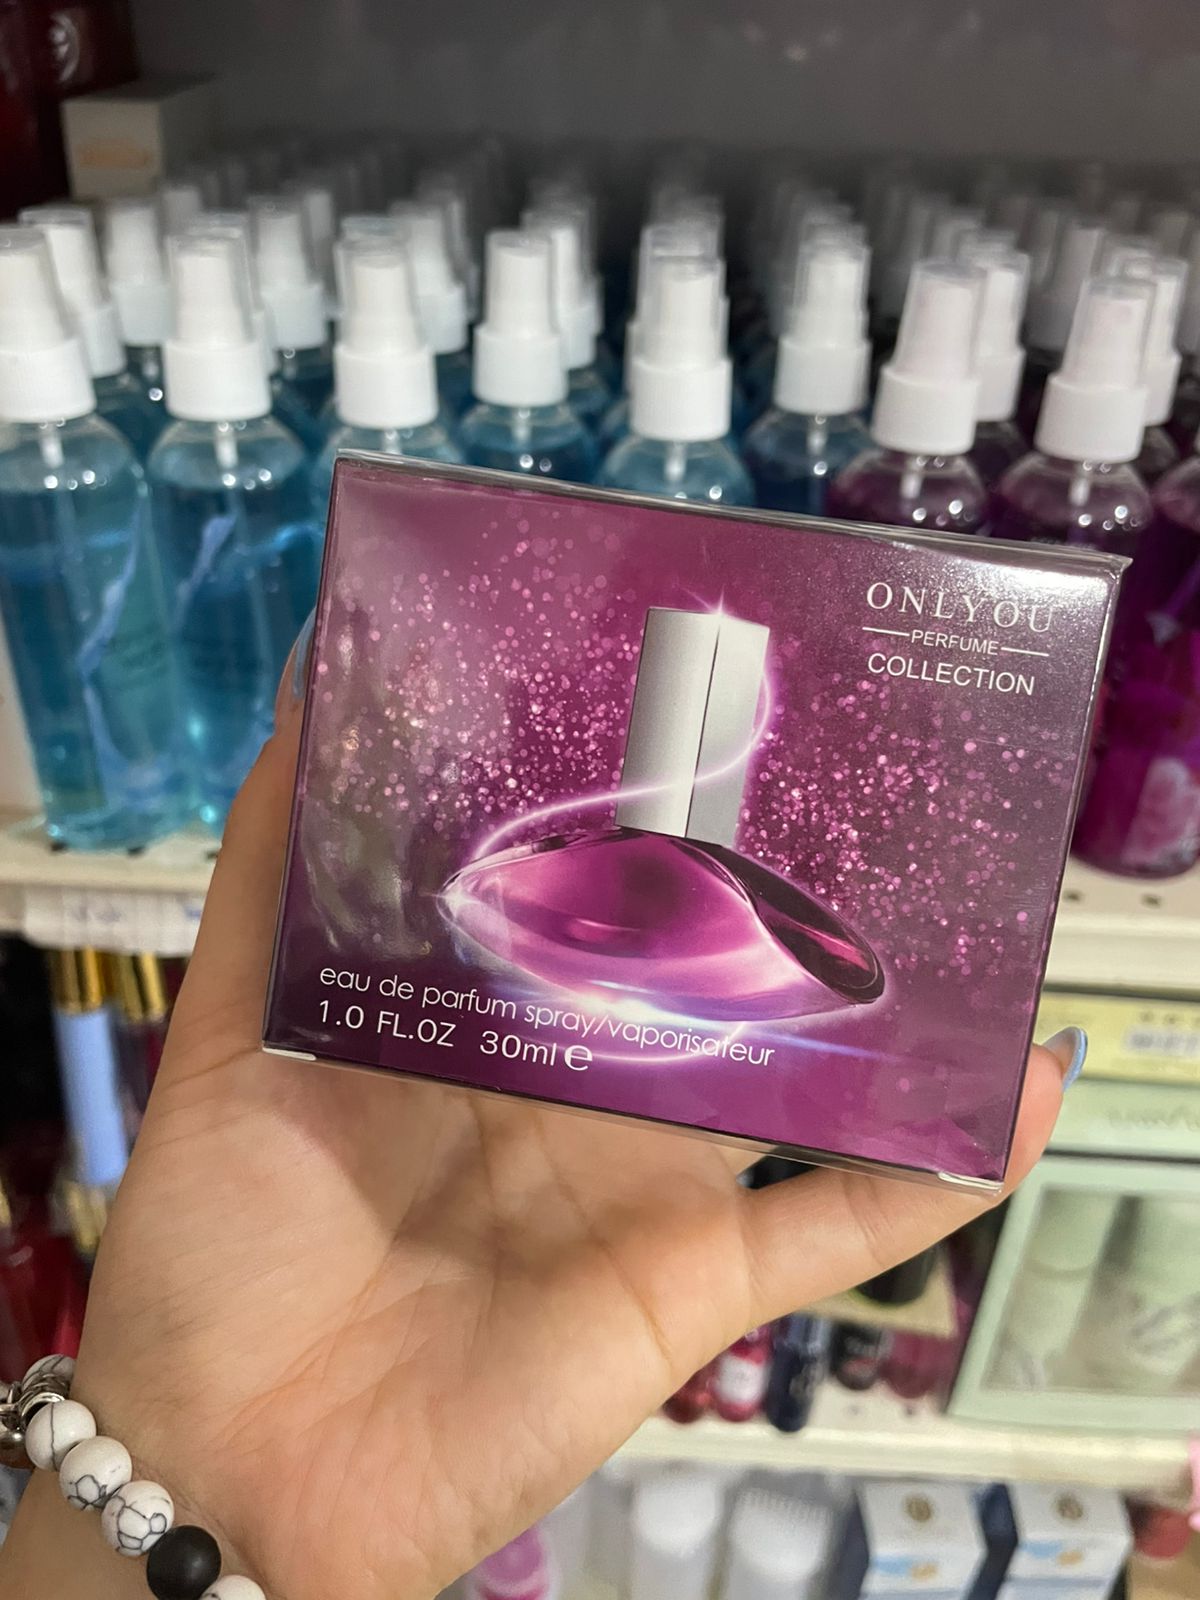 ONLYOU
PERFUME
COLLECTION
eau de parfum spray/vaporisateur
1.0 FL.OZ 30ml e